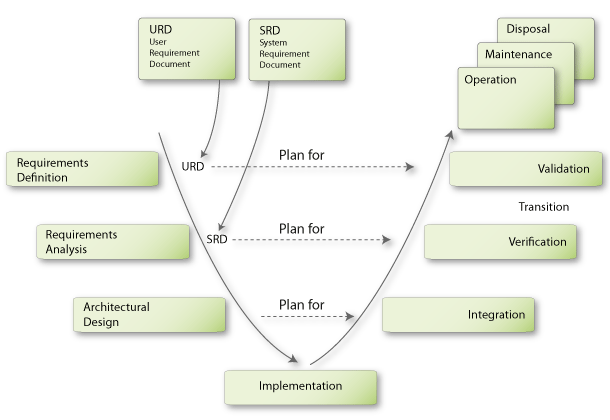 URD
User
Requirement
Document
SRD
System
Requirement
Document
Disposal
Maintenance
Operation
Requirements
Definition
URD
Plan for
Validation
Transition
Requirements
Analysis
SRD
Plan for
Verification
Architectural
Design
Plan for
Integration
Implementation